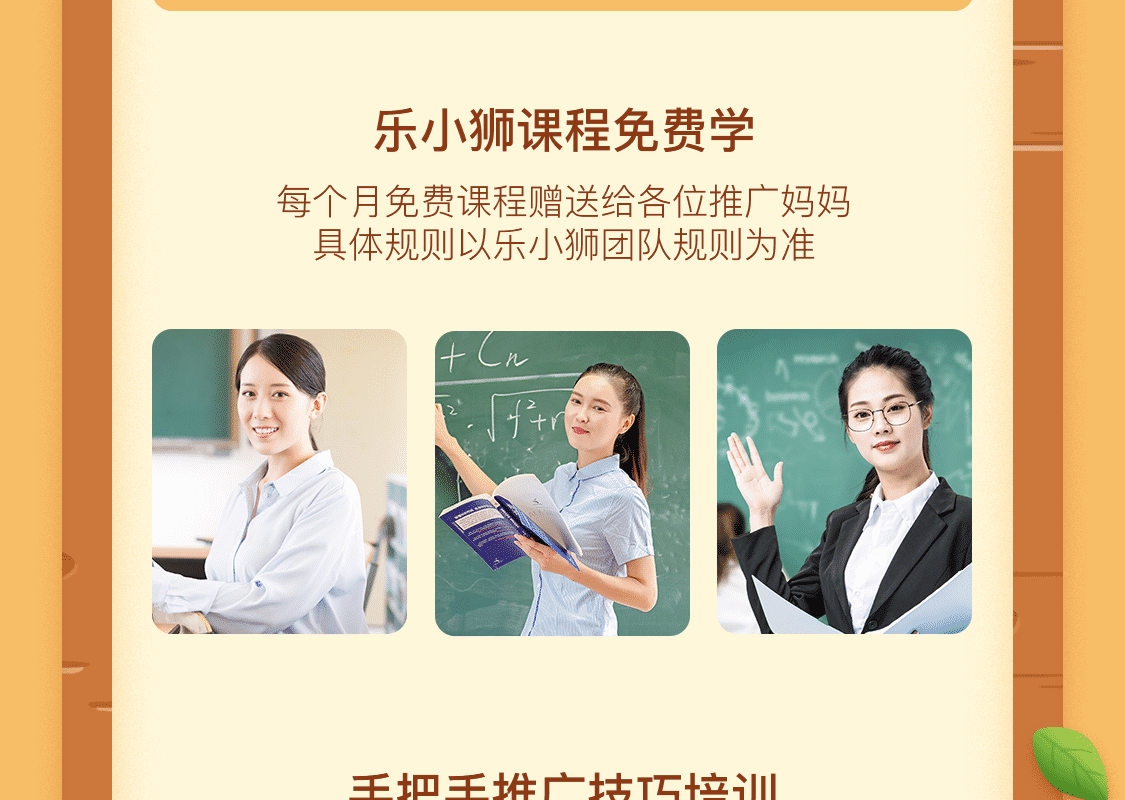 乐小狮课程免费学
每个月免费课程赠送给各位推广妈妈
具体规则以乐小狮团队规则为准
+ Cn
手把手推广技巧培训